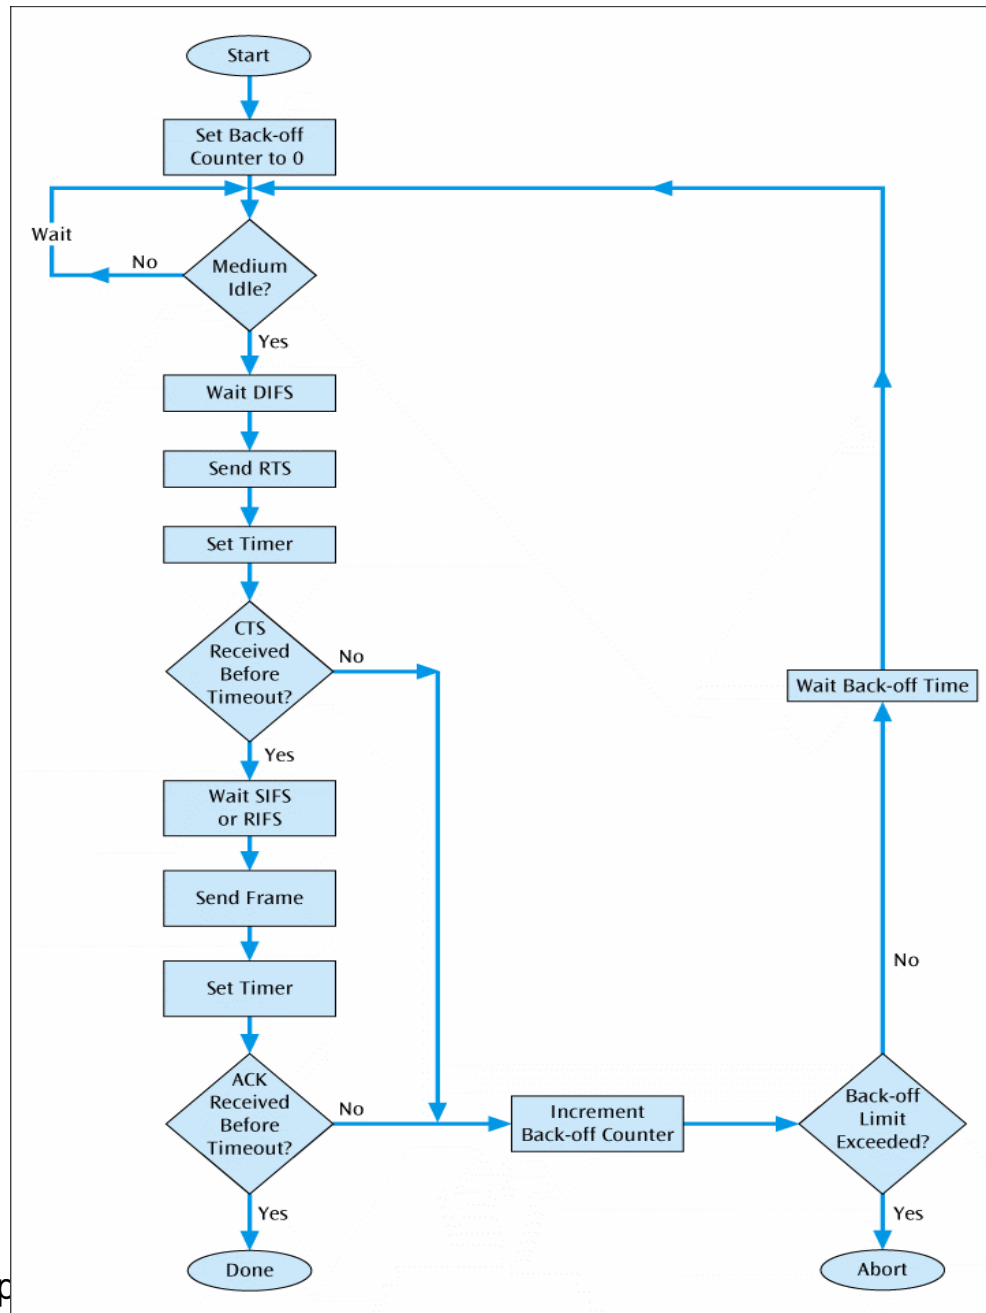 Start
Set Back-off
Counter to 0
Wait
No
Medium
Idle?
Yes
Wait DIFS
Send RTS
Set Timer
CTS
Received
Before
Timeout?
No
Yes
Wait Back-off Time
Wait SIFS
or RIFS
Send Frame
Set Timer
No
ACK
Received
Before
Timeout?
No
Increment
Back-off Counter
Back-off
Limit
Exceeded?
Yes
Yes
Done
Abort